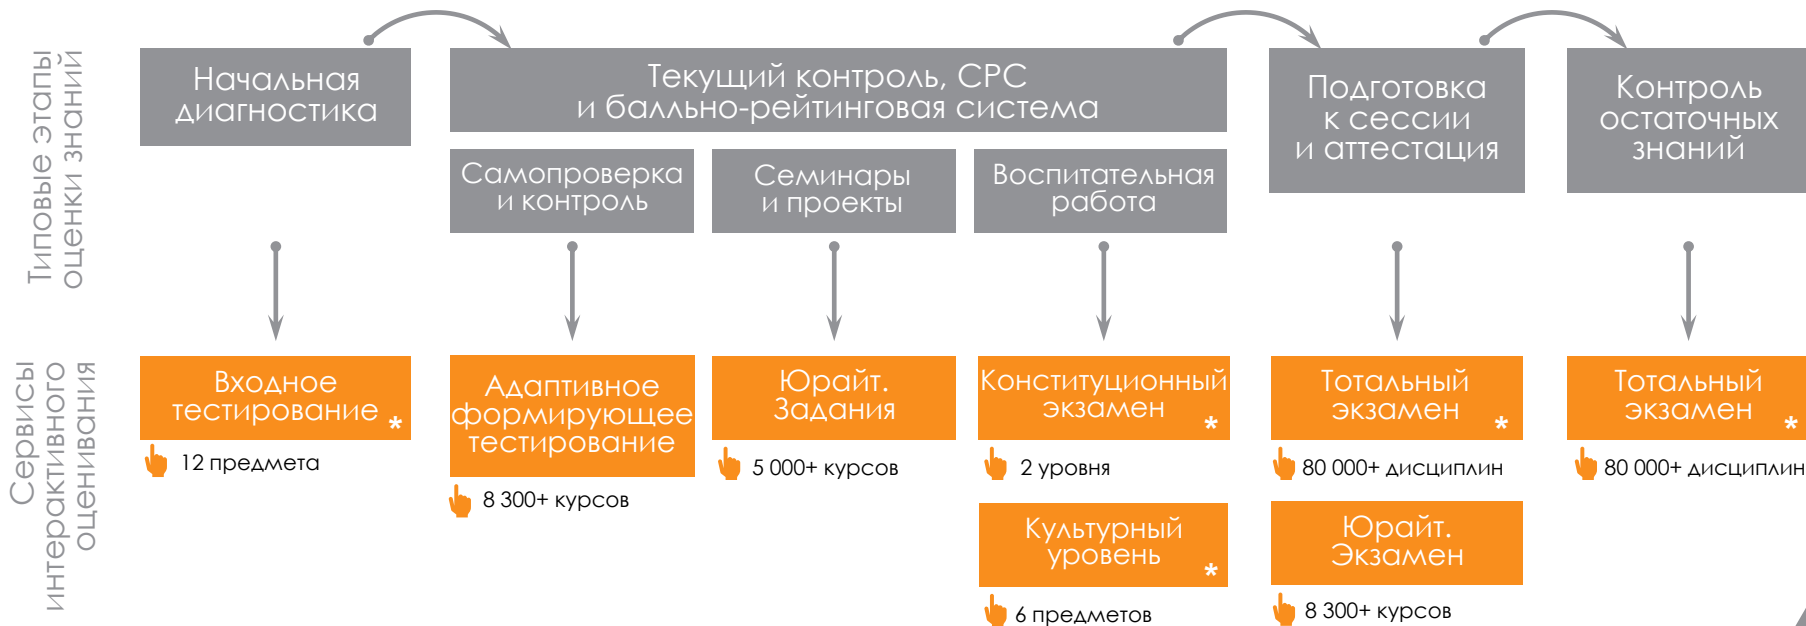 Типовые этапы
оценки знаний
Начальная
диагностика
Текущий контроль, СРС
и балльно-рейтинговая система
Самопроверка
и контроль
Семинары
и проекты
Воспитательная
работа
Подготовка
к сессии
и аттестация
Контроль
остаточных
знаний
Сервисы
интерактивного
оценивания
Входное
тестирование *
12 предмета
Адаптивное
формирующее
тестирование
8 300+ курсов
Юрайт.
Задания
5 000+ курсов
Конституционный
экзамен *
2 уровня
Культурный
уровень *
6 предметов
Тотальный
экзамен *
80 000+ дисциплин
Юрайт.
Экзамен
8 300+ курсов
Тотальный
экзамен *
80 000+ дисциплин